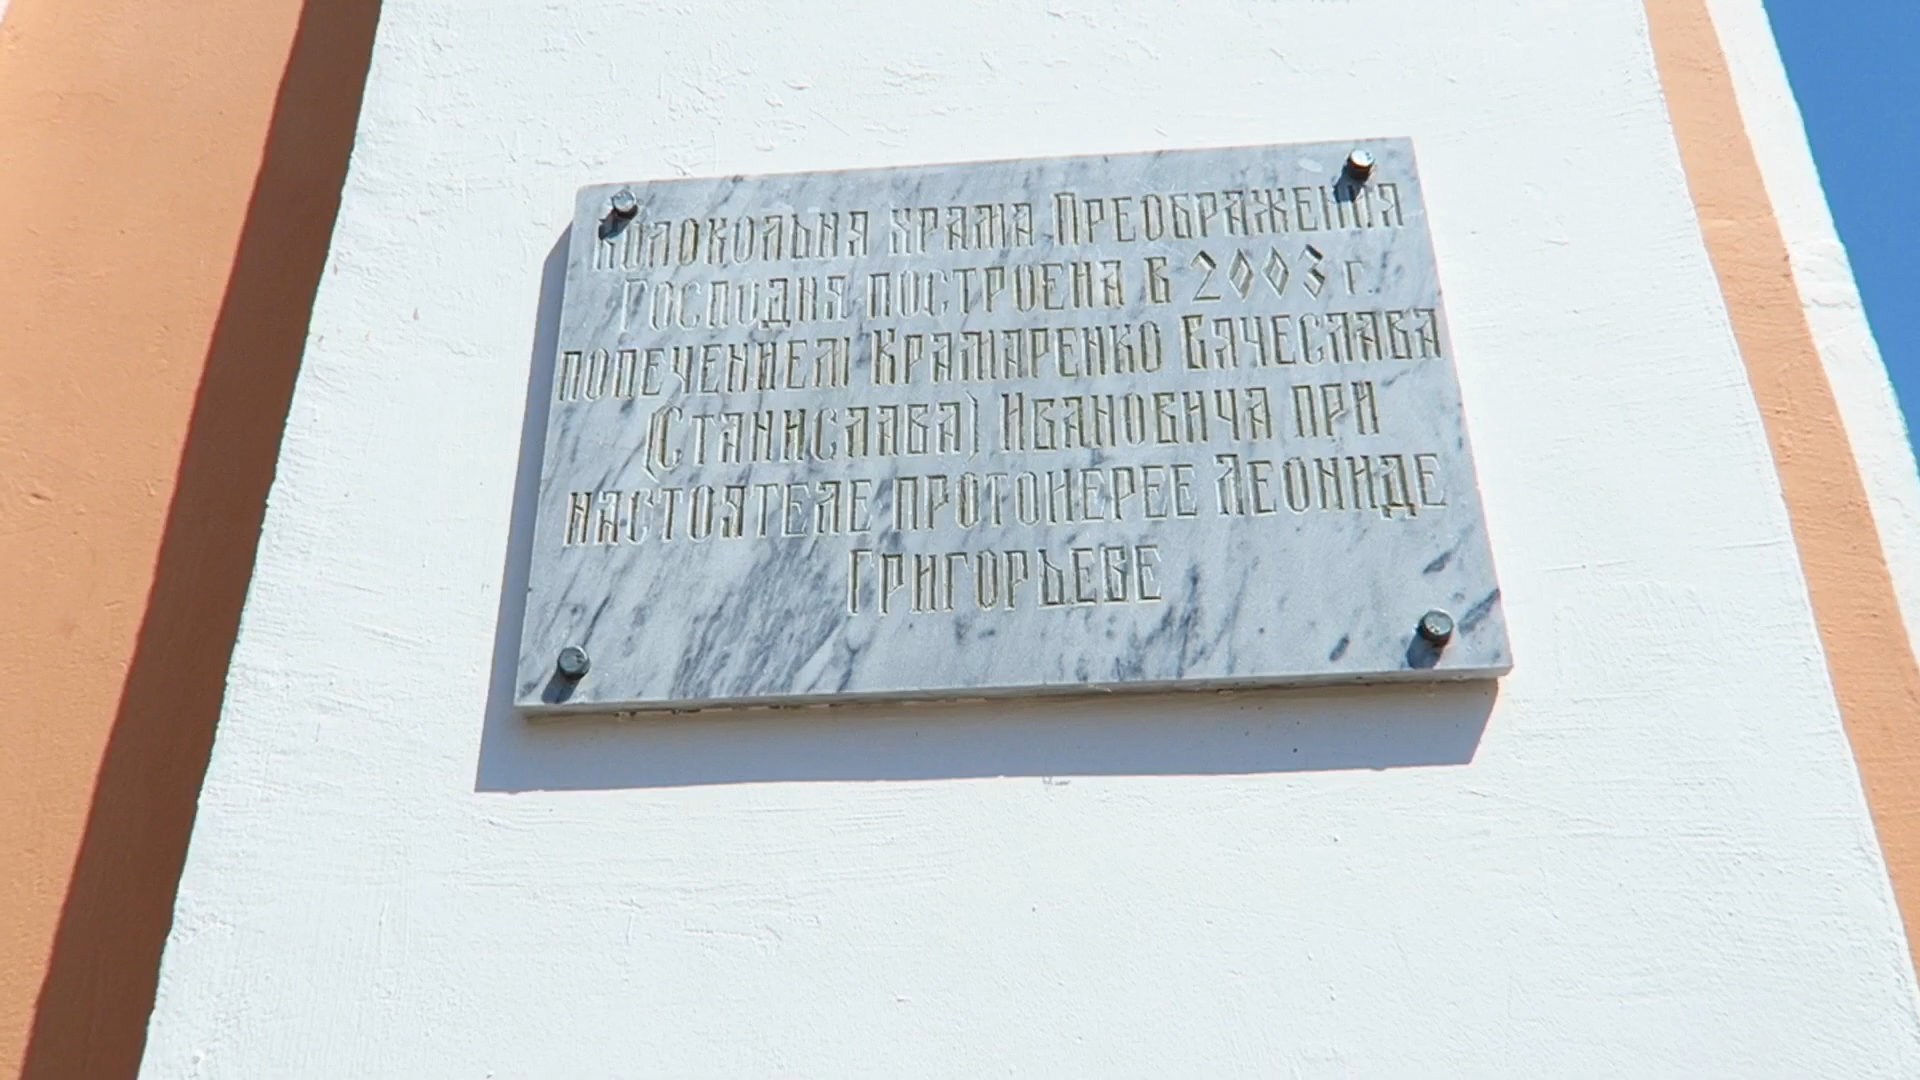 Колокольня храма Преображения
Господня построена в 2003 г.
попечением Крамаренко Вячеслава
(Станислава) Ивановича при
настоятеле протоиерее Леониде
Григорьеве